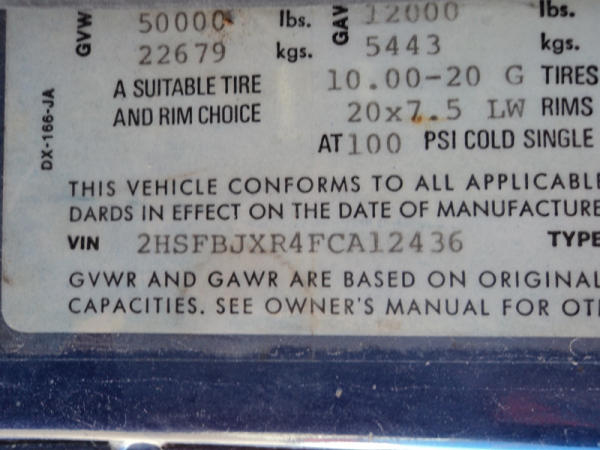 GVW 50000 lbs. GAW 12000 lbs.
22679 kgs. 5443 kgs.
A SUITABLE TIRE 10.00-20 G TIRES
AND RIM CHOICE 20x7.5 LW RIMS
AT 100 PSI COLD SINGLE
DX-166-JA
THIS VEHICLE CONFORMS TO ALL APPLICABLE
DARDS IN EFFECT ON THE DATE OF MANUFACTURE
VIN 2HSFBJXR4FCA12436 TYPE
GVWR AND GAWR ARE BASED ON ORIGINAL
CAPACITIES. SEE OWNER'S MANUAL FOR OT